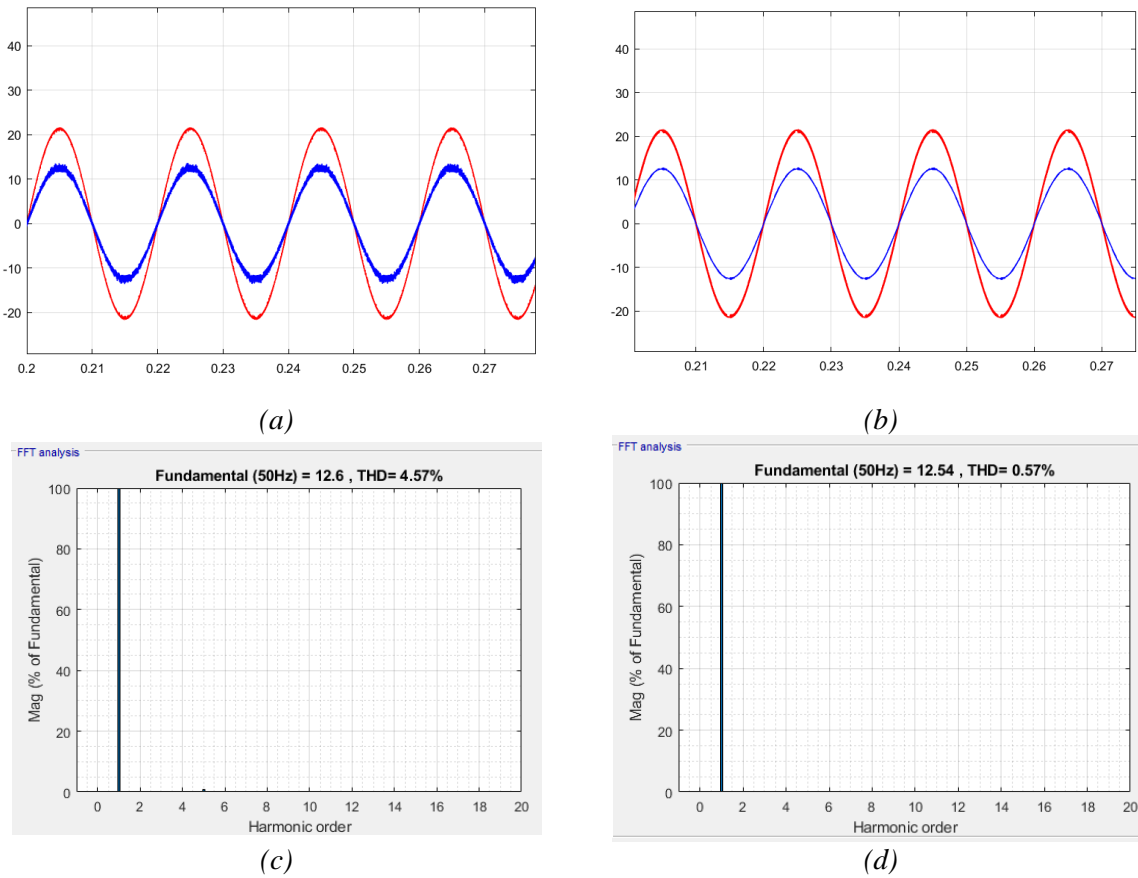 40
30
20
10
0
-10
-20
0.2 0.21 0.22 0.23 0.24 0.25 0.26 0.27
(a)
40
30
20
10
0
-10
-20
0.21 0.22 0.23 0.24 0.25 0.26 0.27
(b)
FFT analysis
Fundamental (50Hz) = 12.6 , THD= 4.57%
Mag (% of Fundamental)
100
80
60
40
20
0
0 2 4 6 8 10 12 14 16 18 20
Harmonic order
(c)
FFT analysis
Fundamental (50Hz) = 12.54 , THD= 0.57%
Mag (% of Fundamental)
100
80
60
40
20
0
0 2 4 6 8 10 12 14 16 18 20
Harmonic order
(d)